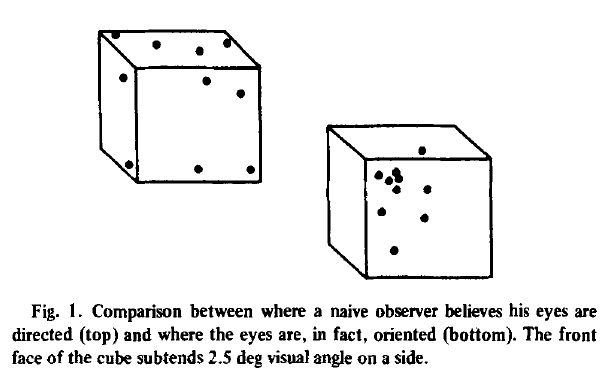 Fig. 1. Comparison between where a naive observer believes his eyes are
directed (top) and where the eyes are, in fact, oriented (bottom). The front
face of the cube subtends 2.5 deg visual angle on a side.